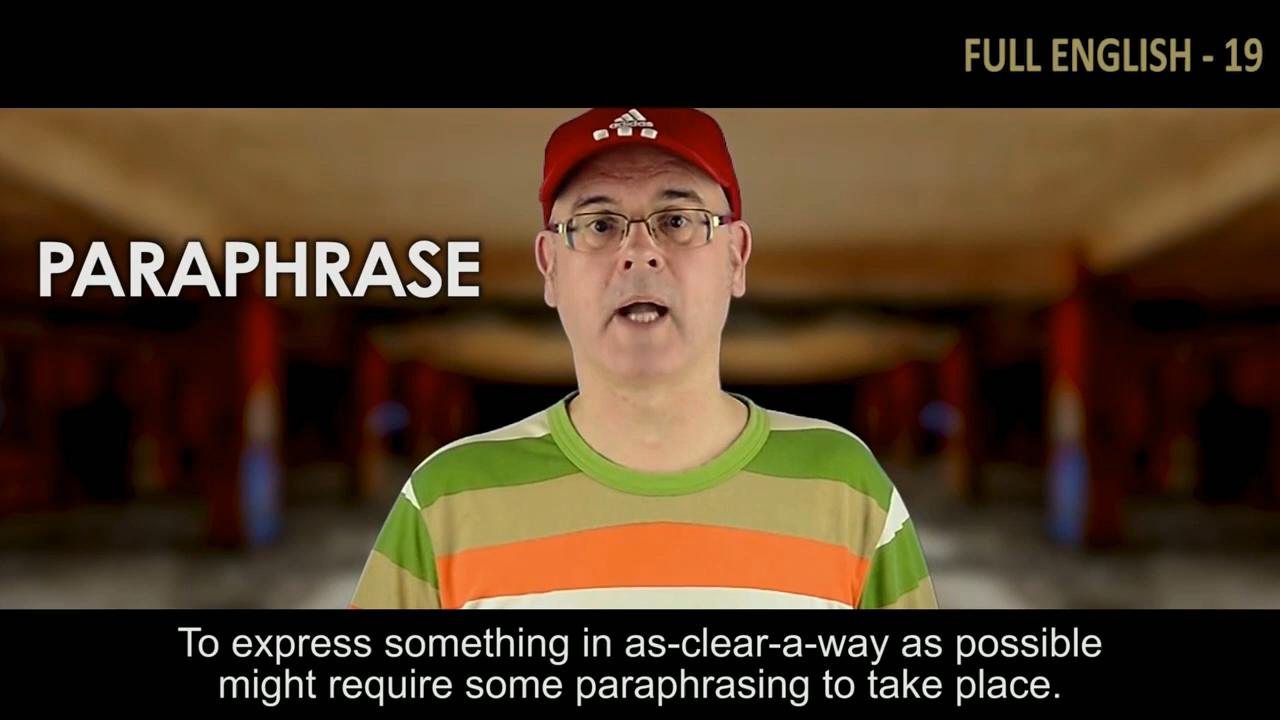 FULL ENGLISH - 19
adidas
PARAPHRASE
To express something in as-clear-a-way as possible
might require some paraphrasing to take place.